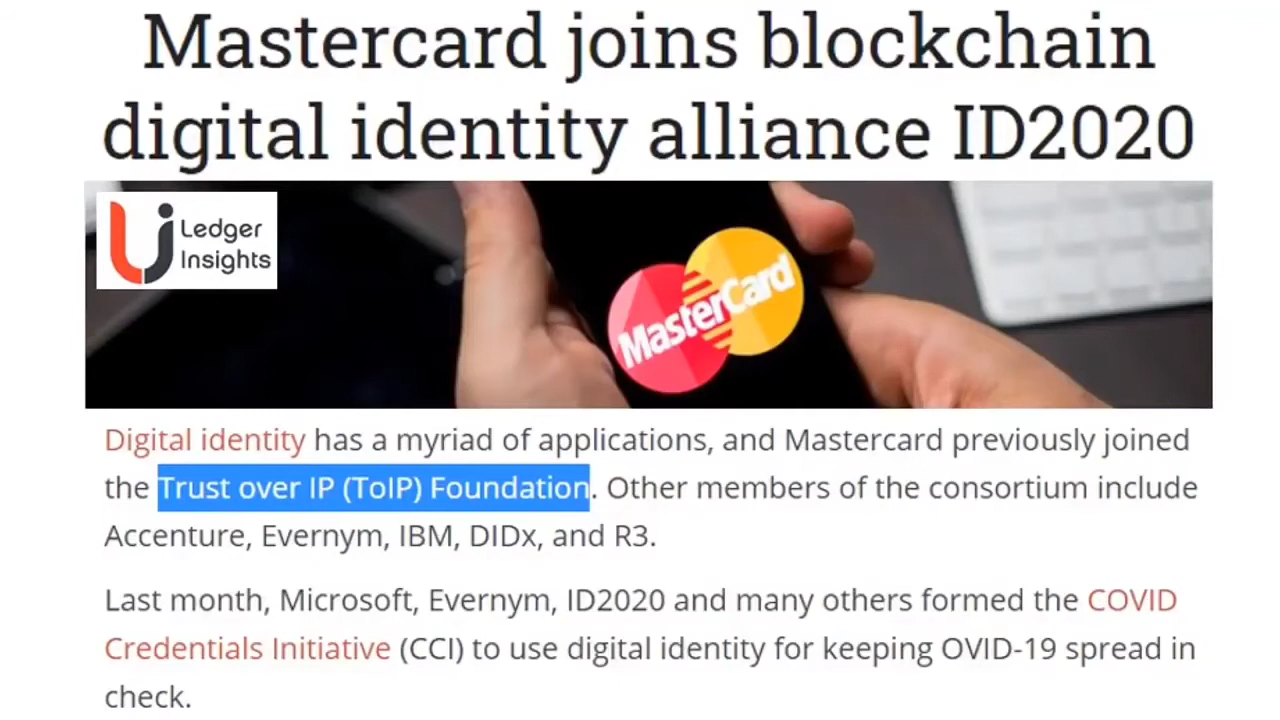 Mastercard joins blockchain
digital identity alliance ID2020
Ledger
Insights
MasterCard
Digital identity has a myriad of applications, and Mastercard previously joined
the Trust over IP (ToIP) Foundation. Other members of the consortium include
Accenture, Evernym, IBM, DIDx, and R3.
Last month, Microsoft, Evernym, ID2020 and many others formed the COVID
Credentials Initiative (CCI) to use digital identity for keeping OVID-19 spread in
check.